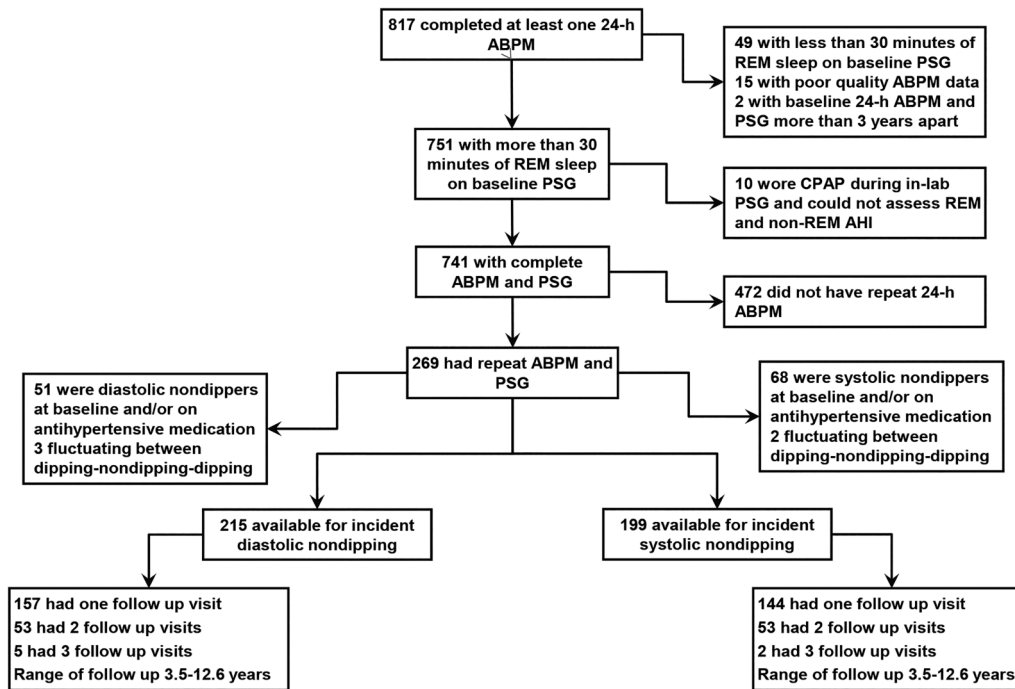 817 completed at least one 24-h
ABPM
49 with less than 30 minutes of
REM sleep on baseline PSG
15 with poor quality ABPM data
2 with baseline 24-h ABPM and
PSG more than 3 years apart
751 with more than 30
minutes of REM sleep
on baseline PSG
10 wore CPAP during in-lab
PSG and could not assess REM
and non-REM AHI
741 with complete
ABPM and PSG
472 did not have repeat 24-h
ABPM
269 had repeat ABPM and
PSG
51 were diastolic nondippers
at baseline and/or on
antihypertensive medication
3 fluctuating between
dipping-nondipping-dipping
68 were systolic nondippers
at baseline and/or on
antihypertensive medication
2 fluctuating between
dipping-nondipping-dipping
215 available for incident
diastolic nondipping
199 available for incident
systolic nondipping
157 had one follow up visit
53 had 2 follow up visits
5 had 3 follow up visits
Range of follow up 3.5-12.6 years
144 had one follow up visit
53 had 2 follow up visits
2 had 3 follow up visits
Range of follow up 3.5-12.6 years